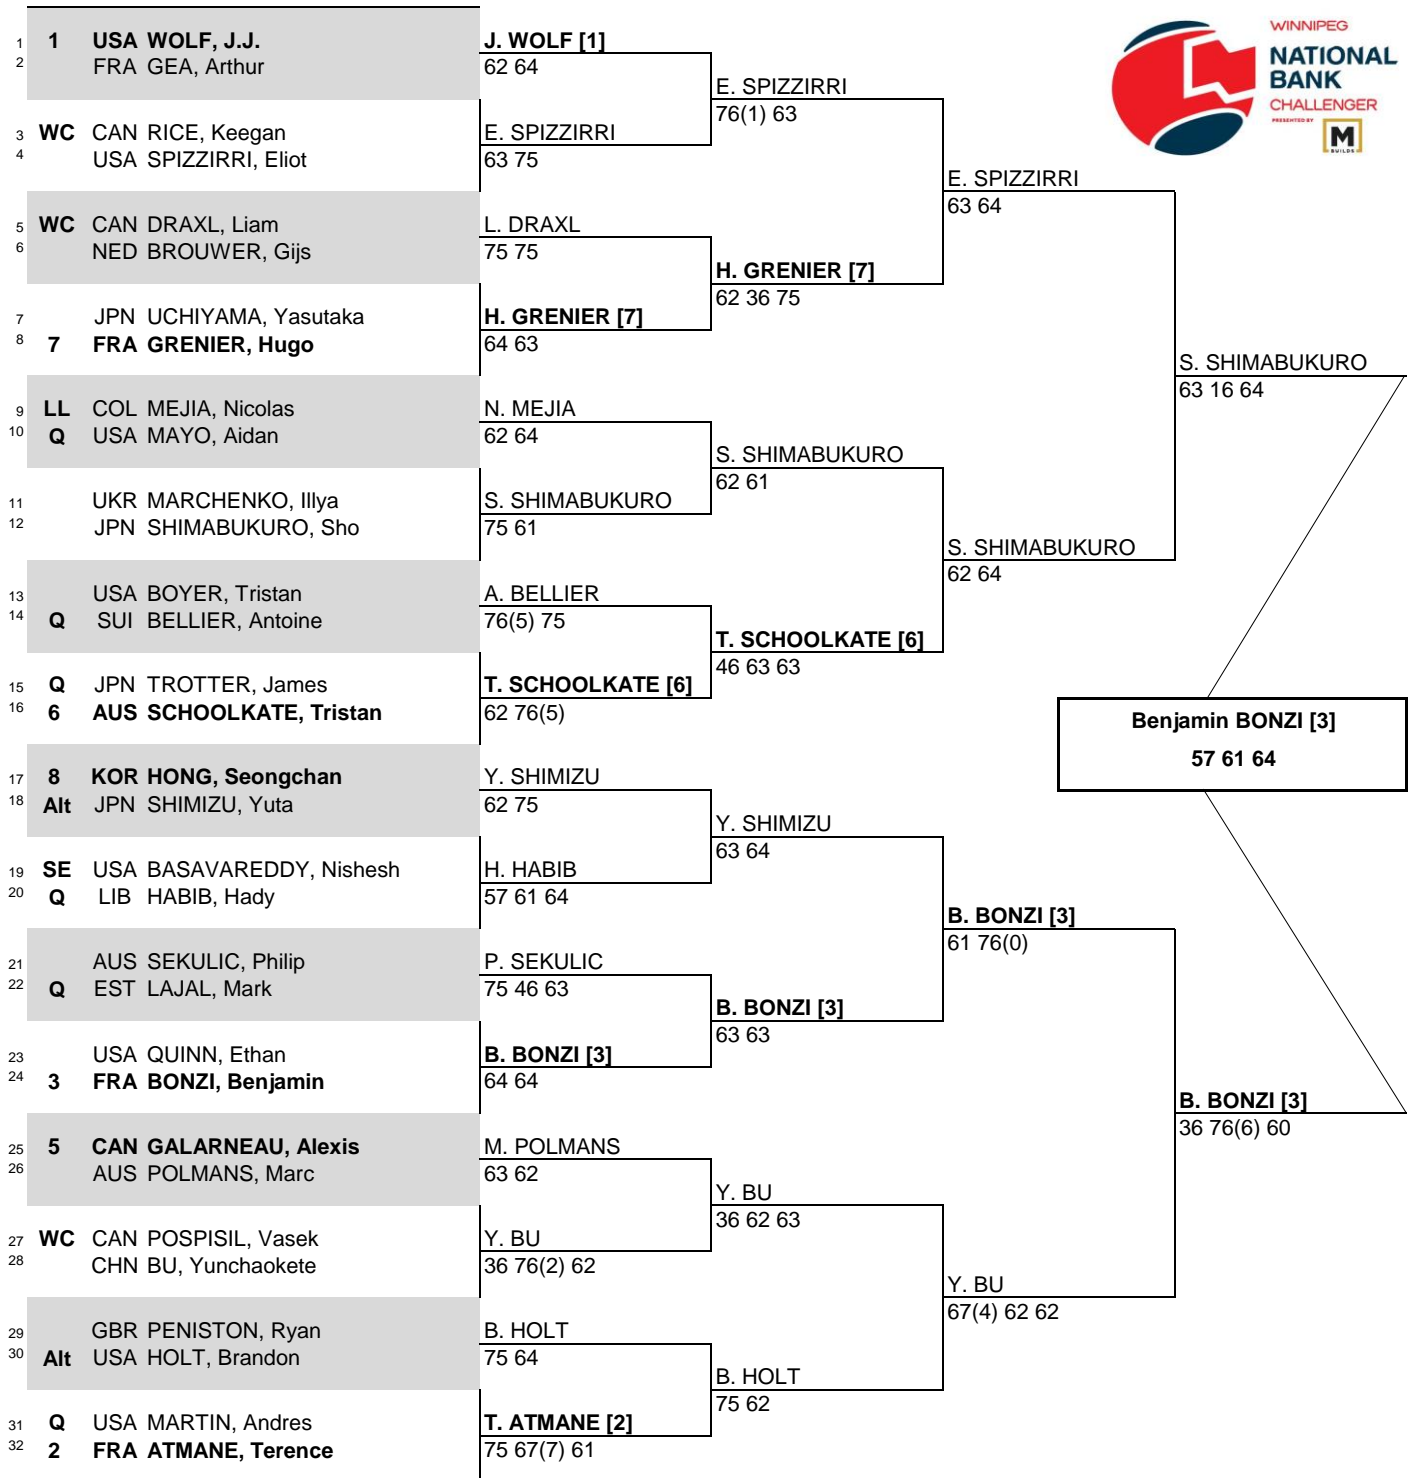 WINNIPEG
NATIONAL
BANK
CHALLENGER
PRESENTED BY
M
BUILDS
1 1 USA WOLF, J.J.
2 FRA GEA, Arthur
3 WC CAN RICE, Keegan
4 USA SPIZZIRRI, Eliot
5 WC CAN DRAXL, Liam
6 NED BROUWER, Gijs
7 JPN UCHIYAMA, Yasutaka
8 7 FRA GRENIER, Hugo
9 LL COL MEJIA, Nicolas
10 Q USA MAYO, Aidan
11 UKR MARCHENKO, Illya
12 JPN SHIMABUKURO, Sho
13 USA BOYER, Tristan
14 Q SUI BELLIER, Antoine
15 Q JPN TROTTER, James
16 6 AUS SCHOOLKATE, Tristan
17 8 KOR HONG, Seongchan
18 Alt JPN SHIMIZU, Yuta
19 SE USA BASAVAREDDY, Nishesh
20 Q LIB HABIB, Hady
21 AUS SEKULIC, Philip
22 Q EST LAJAL, Mark
23 USA QUINN, Ethan
24 3 FRA BONZI, Benjamin
25 5 CAN GALARNEAU, Alexis
26 AUS POLMANS, Marc
27 WC CAN POSPISIL, Vasek
28 CHN BU, Yunchaokete
29 GBR PENISTON, Ryan
30 Alt USA HOLT, Brandon
31 Q USA MARTIN, Andres
32 2 FRA ATMANE, Terence
J. WOLF [1]
62 64
E. SPIZZIRRI
63 75
L. DRAXL
75 75
H. GRENIER [7]
64 63
N. MEJIA
62 64
S. SHIMABUKURO
75 61
A. BELLIER
76(5) 75
T. SCHOOLKATE [6]
62 76(5)
Y. SHIMIZU
62 75
H. HABIB
57 61 64
P. SEKULIC
75 46 63
B. BONZI [3]
64 64
M. POLMANS
63 62
Y. BU
36 76(2) 62
B. HOLT
75 64
T. ATMANE [2]
75 67(7) 61
E. SPIZZIRRI
76(1) 63
H. GRENIER [7]
62 36 75
S. SHIMABUKURO
62 61
T. SCHOOLKATE [6]
46 63 63
Y. SHIMIZU
63 64
B. BONZI [3]
63 63
Y. BU
36 62 63
B. HOLT
75 62
E. SPIZZIRRI
63 64
S. SHIMABUKURO
62 64
B. BONZI [3]
61 76(0)
Y. BU
67(4) 62 62
S. SHIMABUKURO
63 16 64
B. BONZI [3]
36 76(6) 60
Benjamin BONZI [3]
57 61 64